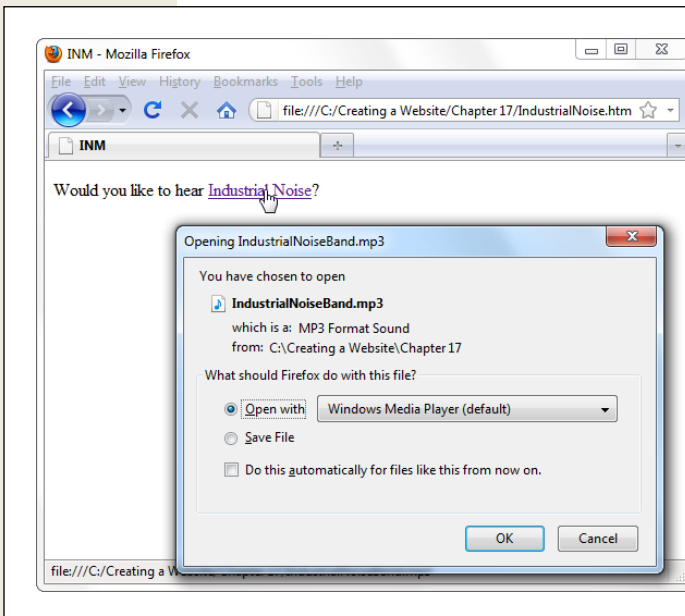 INM - Mozilla Firefox
File Edit View History Bookmarks Tools Help
file:///C:/Creating a Website/Chapter 17/IndustrialNoise.htm
INM
Would you like to hear Industrial Noise?
Opening IndustrialNoiseBand.mp3
You have chosen to open
IndustrialNoiseBand.mp3
which is a: MP3 Format Sound
from: C:\Creating a Website\Chapter 17
What should Firefox do with this file?
Open with Windows Media Player (default)
Save File
Do this automatically for files like this from now on.
OK Cancel
file:///C:/Creating a